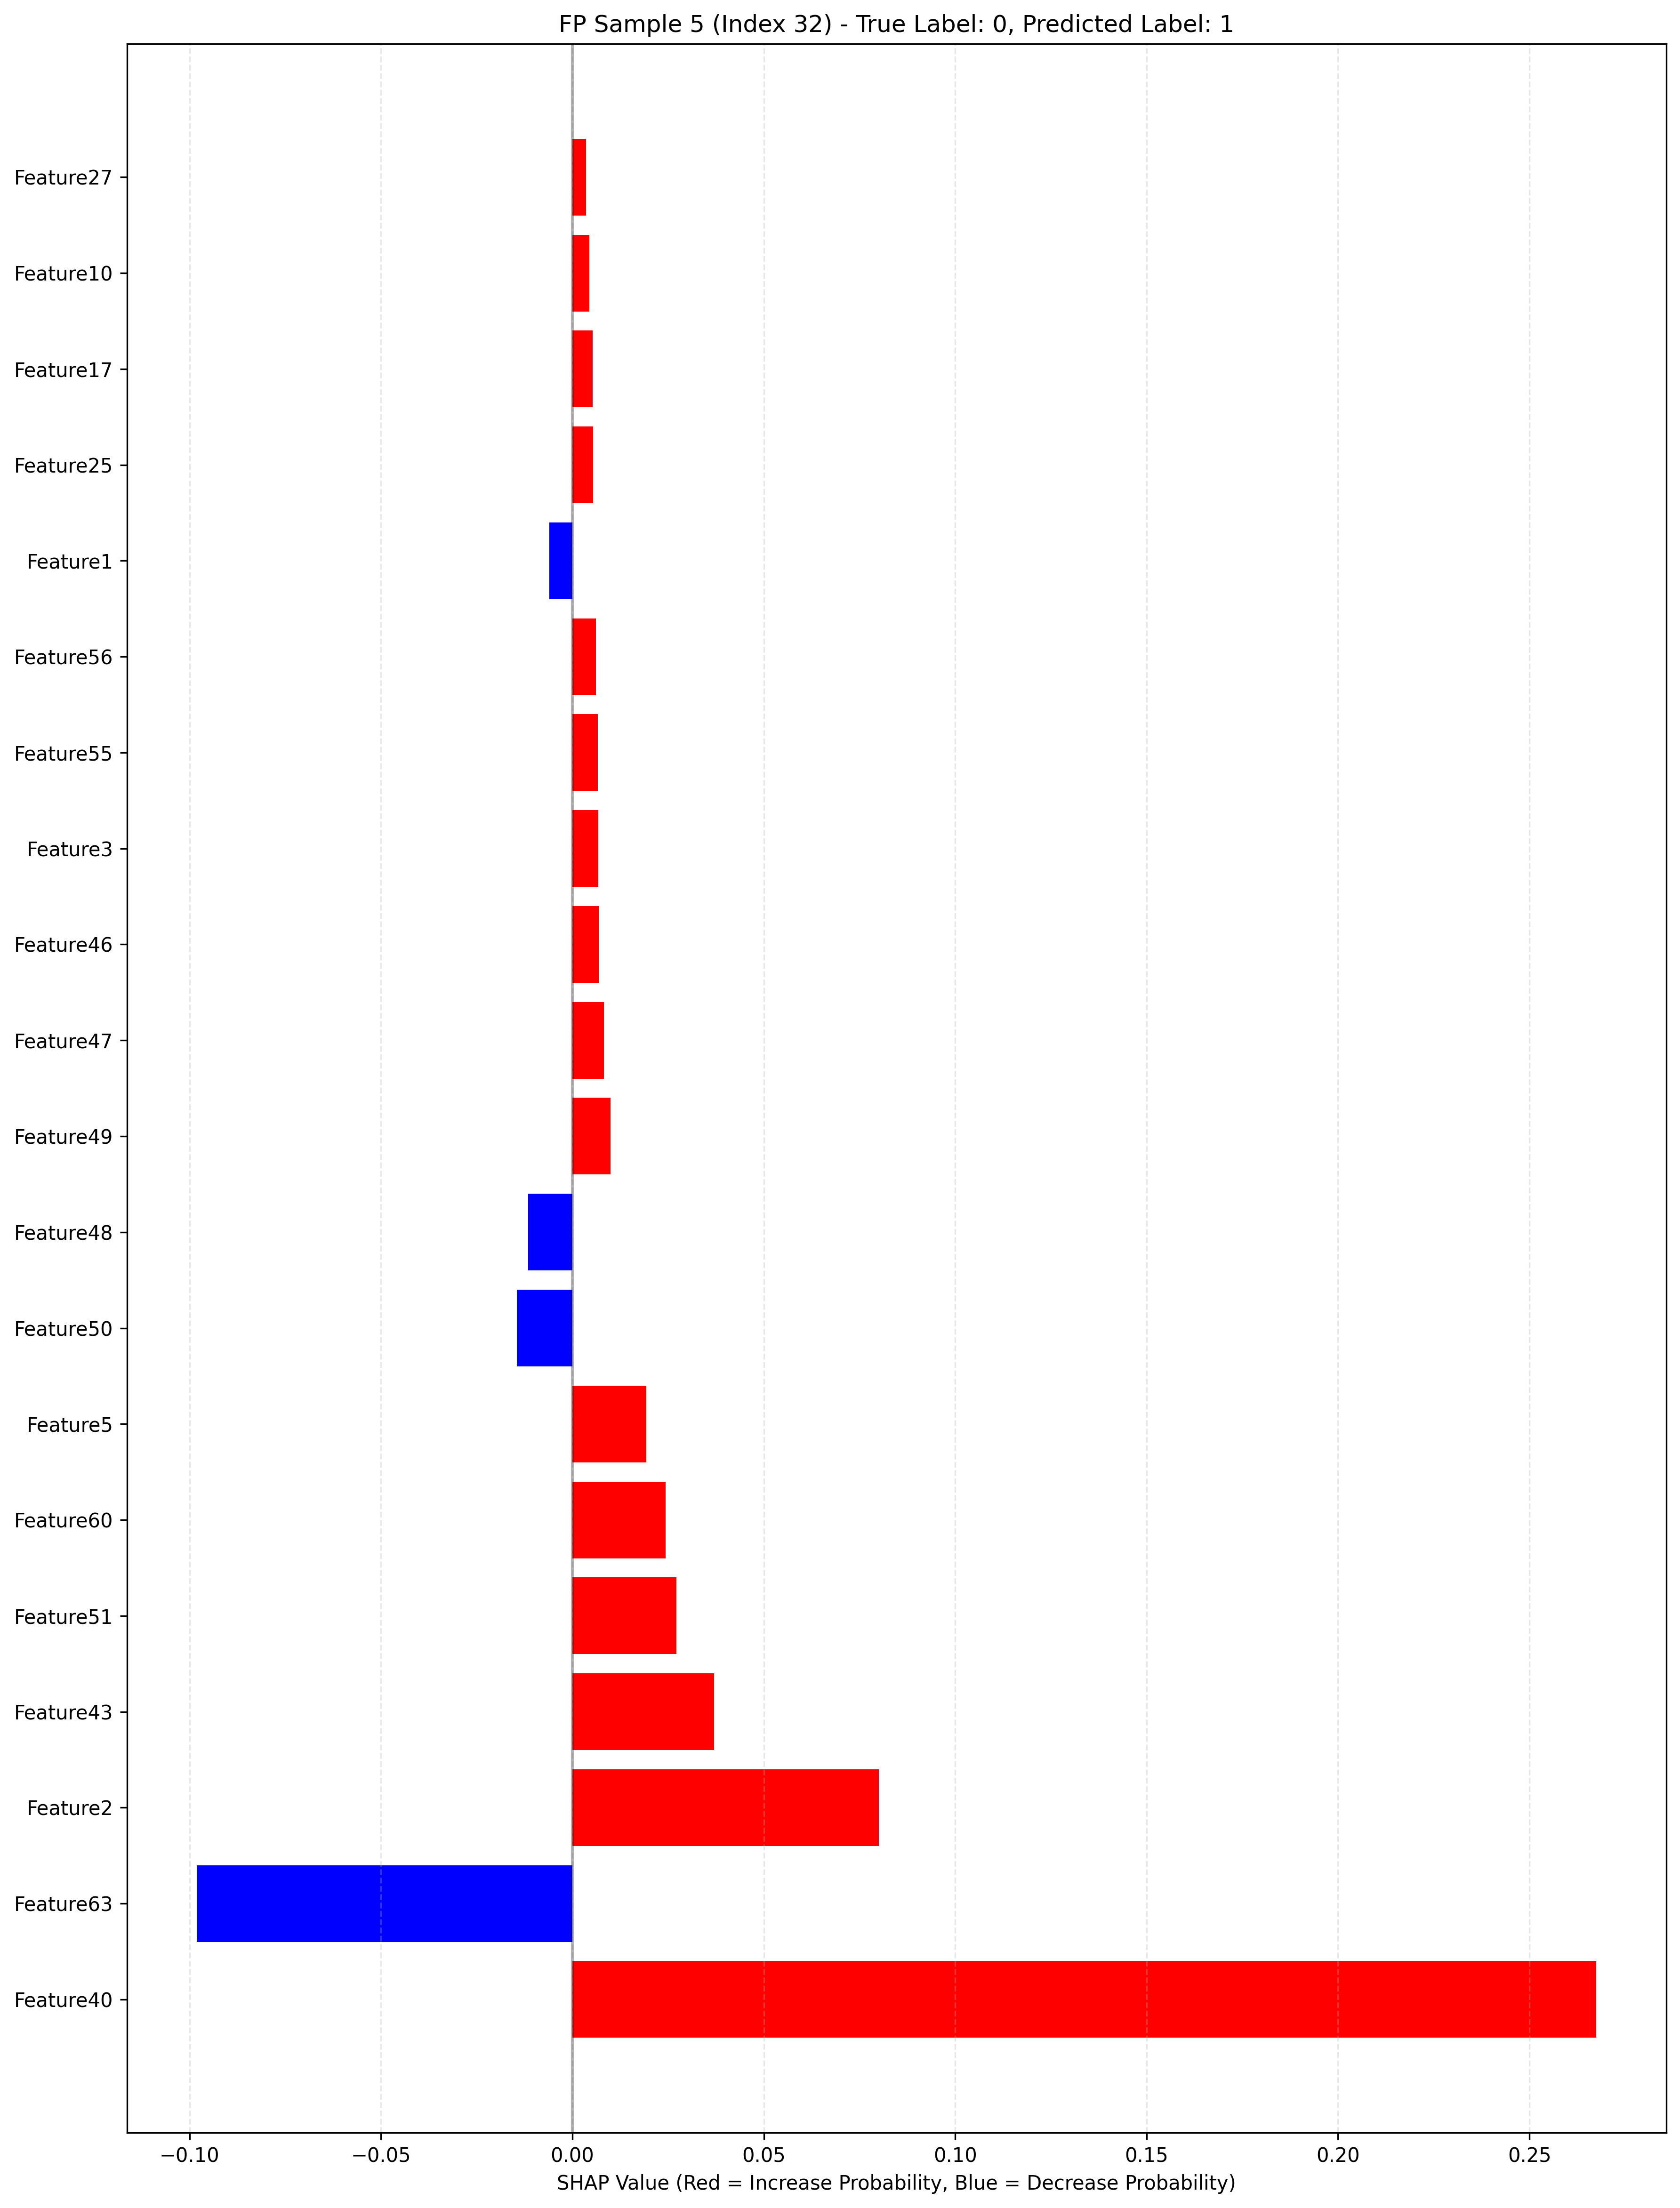 FP Sample 5 (Index 32) - True Label: 0, Predicted Label: 1
Feature27
Feature10
Feature17
Feature25
Feature1
Feature56
Feature55
Feature3
Feature46
Feature47
Feature49
Feature48
Feature50
Feature5
Feature60
Feature51
Feature43
Feature2
Feature63
Feature40
−0.10 −0.05 0.00 0.05 0.10 0.15 0.20 0.25
SHAP Value (Red = Increase Probability, Blue = Decrease Probability)